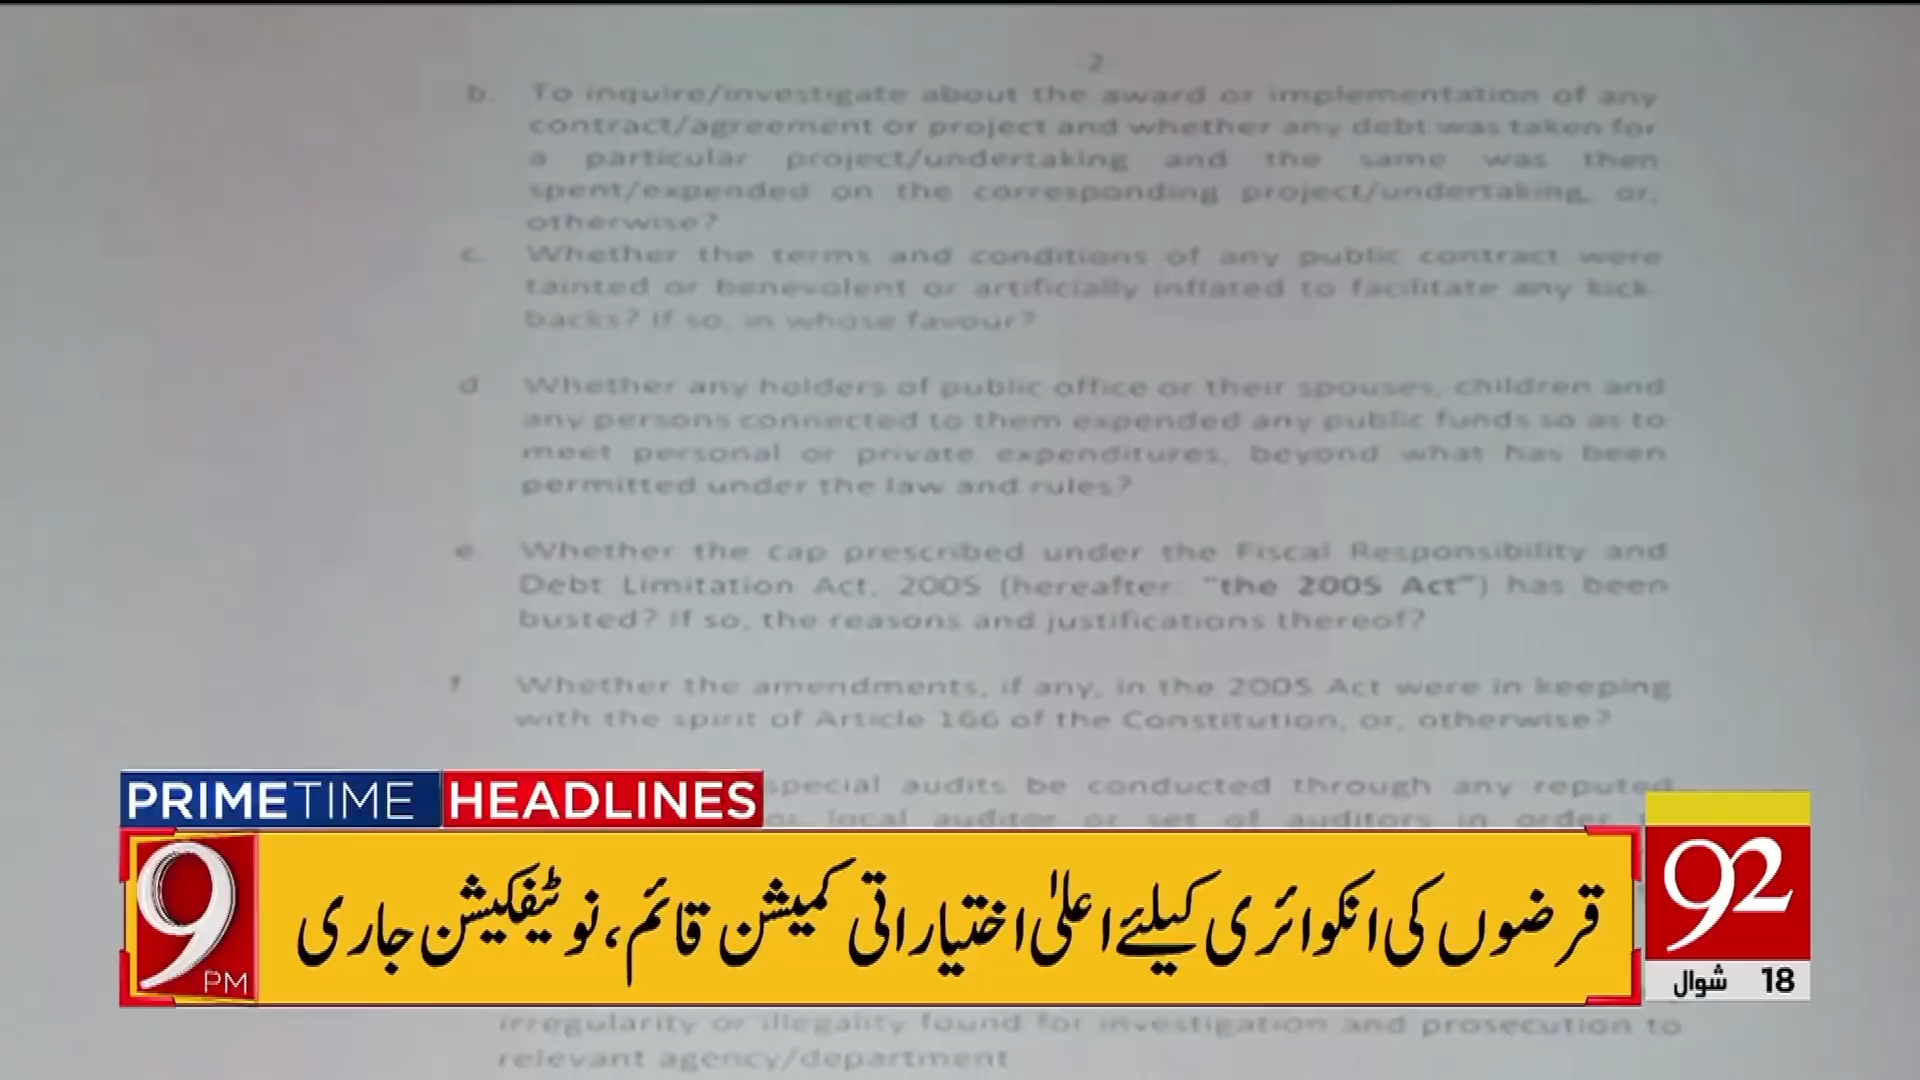 2
b. To inquire/investigate about the award or implementation of any
contract/agreement or project and whether any debt was taken for
a particular project/undertaking and the same was then
spent/expended on the corresponding project/undertaking, or,
otherwise?
c. Whether the terms and conditions of any public contract were
tainted or benevolent or artificially inflated to facilitate any kick
backs? If so, in whose favour?
d. Whether any holders of public office or their spouses, children and
any persons connected to them expended any public funds so as to
meet personal or private expenditures, beyond what has been
permitted under the law and rules?
e. Whether the cap prescribed under the Fiscal Responsibility and
Debt Limitation Act, 2005 (hereafter: "the 2005 Act") has been
busted? If so, the reasons and justifications thereof?
f Whether the amendments, if any, in the 2005 Act were in keeping
with the spirit of Article 166 of the Constitution, or, otherwise?
special audits be conducted through any reputed
or local auditor or set of auditors in order
PRIMETIME HEADLINES
9 PM
قرضوں کی انکوائری کیلئے اعلیٰ اختیاراتی کمیشن قائم، نوٹیفکیشن جاری
92
18 شوال
irregularity or illegality found for investigation and prosecution to
relevant agency/department